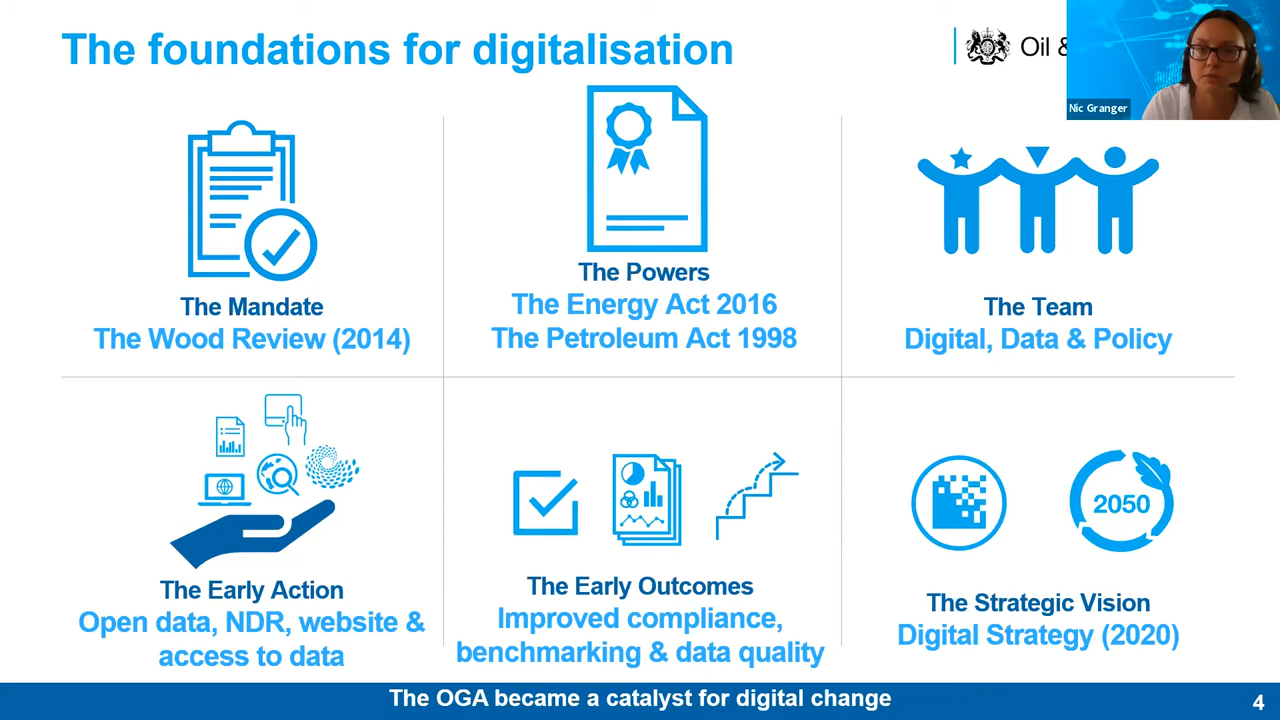 The foundations for digitalisation
Oil &
Nic Granger
The Mandate
The Wood Review (2014)
The Powers
The Energy Act 2016
The Petroleum Act 1998
The Team
Digital, Data & Policy
The Early Action
Open data, NDR, website &
access to data
The Early Outcomes
Improved compliance,
benchmarking & data quality
2050
The Strategic Vision
Digital Strategy (2020)
The OGA became a catalyst for digital change
4